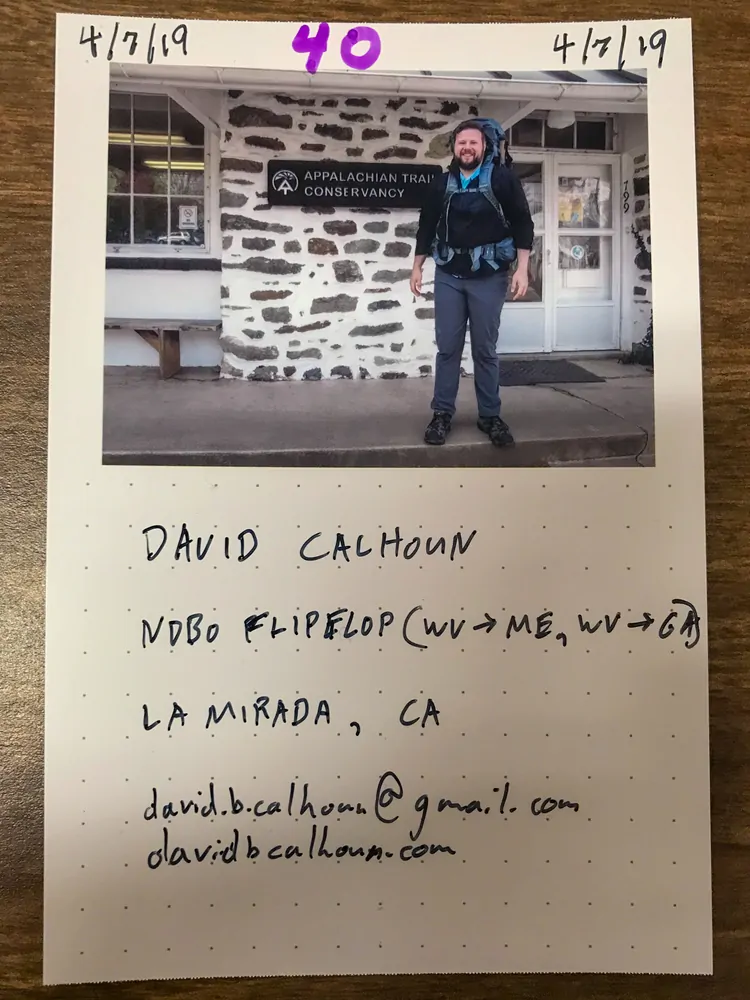 4/7/19 40 4/7/19
APPALACHIAN TRAIL
CONSERVANCY
799
DAVID CALHOUN
NOBO FLIPFLOP (WV → ME, WV → GA)
LA MIRADA, CA
david.b.calhoun@gmail.com
davidbcalhoun.com